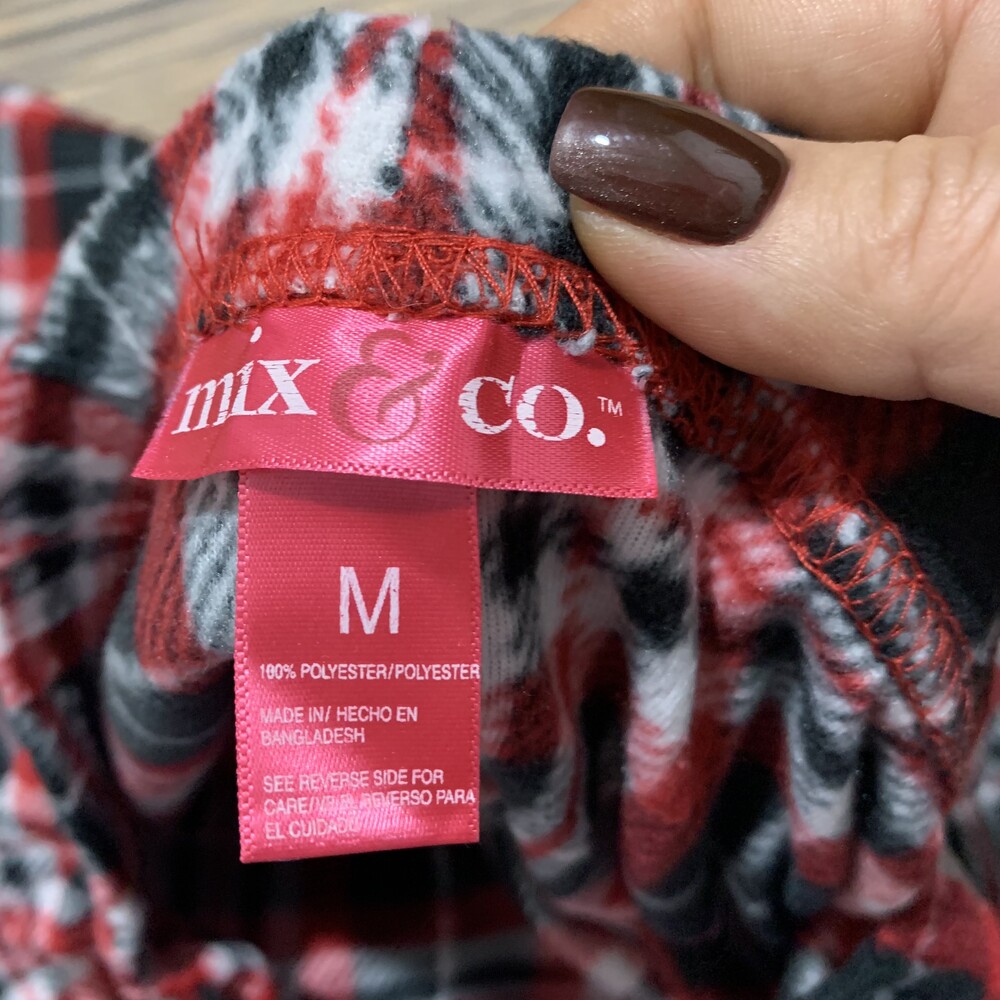 mix & co.™
M
100% POLYESTER/POLYESTER
MADE IN/ HECHO EN
BANGLADESH
SEE REVERSE SIDE FOR
CARE/ REVERSO PARA
EL CUIDADO